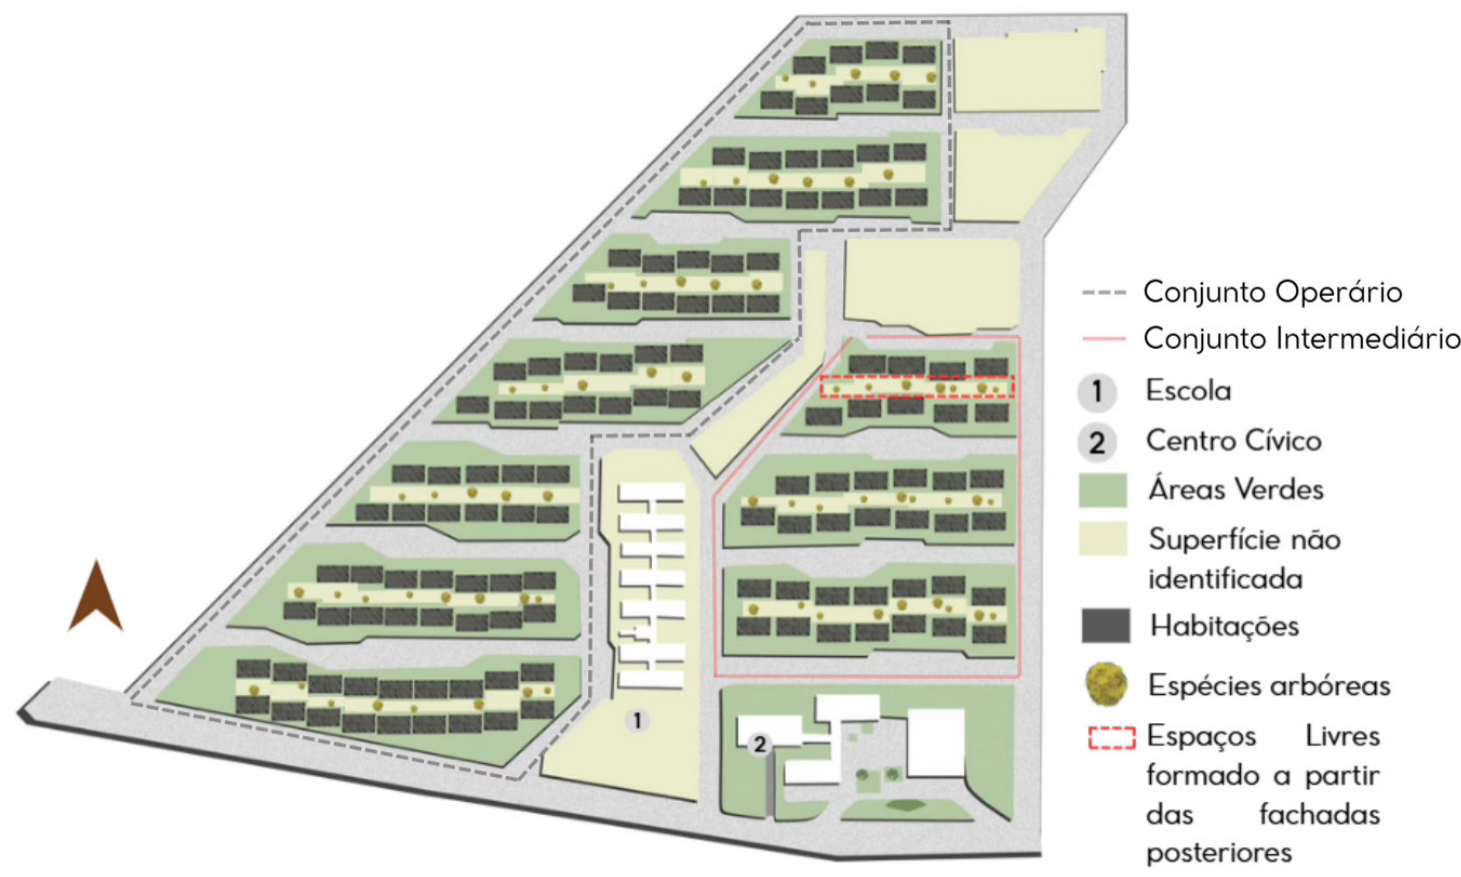 Conjunto Operário
Conjunto Intermediário
1 Escola
2 Centro Cívico
Áreas Verdes
Superfície não
identificada
Habitações
Espécies arbóreas
Espaços Livres
formado a partir
das fachadas
posteriores
1
2